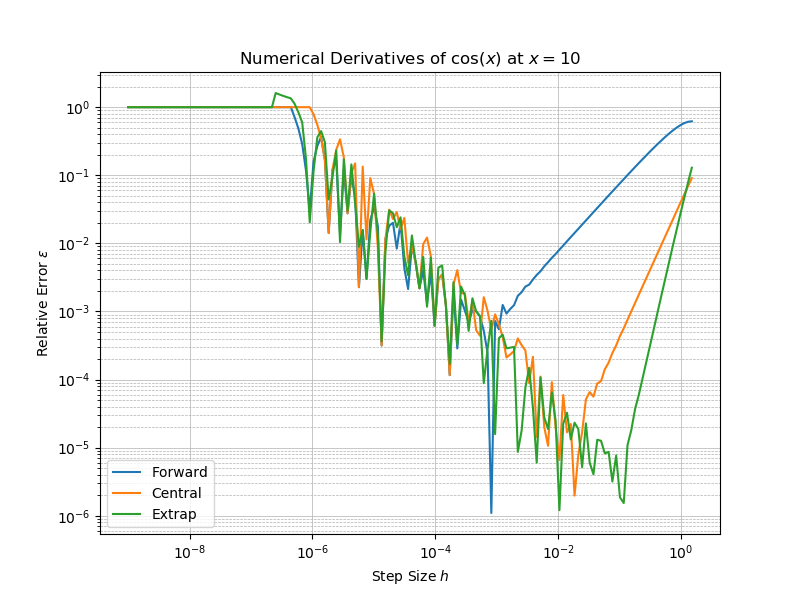 Numerical Derivatives of cos(x) at x = 10
Relative Error ε
10⁰
10⁻¹
10⁻²
10⁻³
10⁻⁴
10⁻⁵
10⁻⁶
Forward
Central
Extrap
10⁻⁸ 10⁻⁶ 10⁻⁴ 10⁻² 10⁰
Step Size h